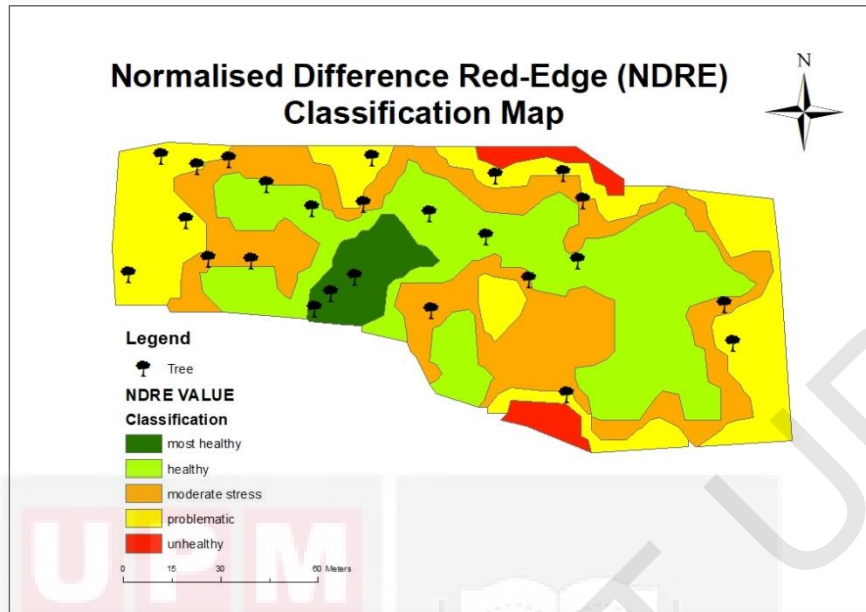 Normalised Difference Red-Edge (NDRE)
Classification Map
N
Legend
Tree
NDRE VALUE
Classification
most healthy
healthy
moderate stress
problematic
unhealthy
0 15 30 60 Meters
UPM